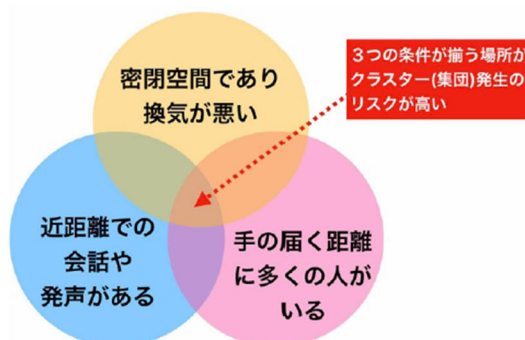 密閉空間であり
換気が悪い
３つの条件が揃う場所が
クラスター(集団)発生の
リスクが高い
近距離での
会話や
発声がある
手の届く距離
に多くの人が
いる